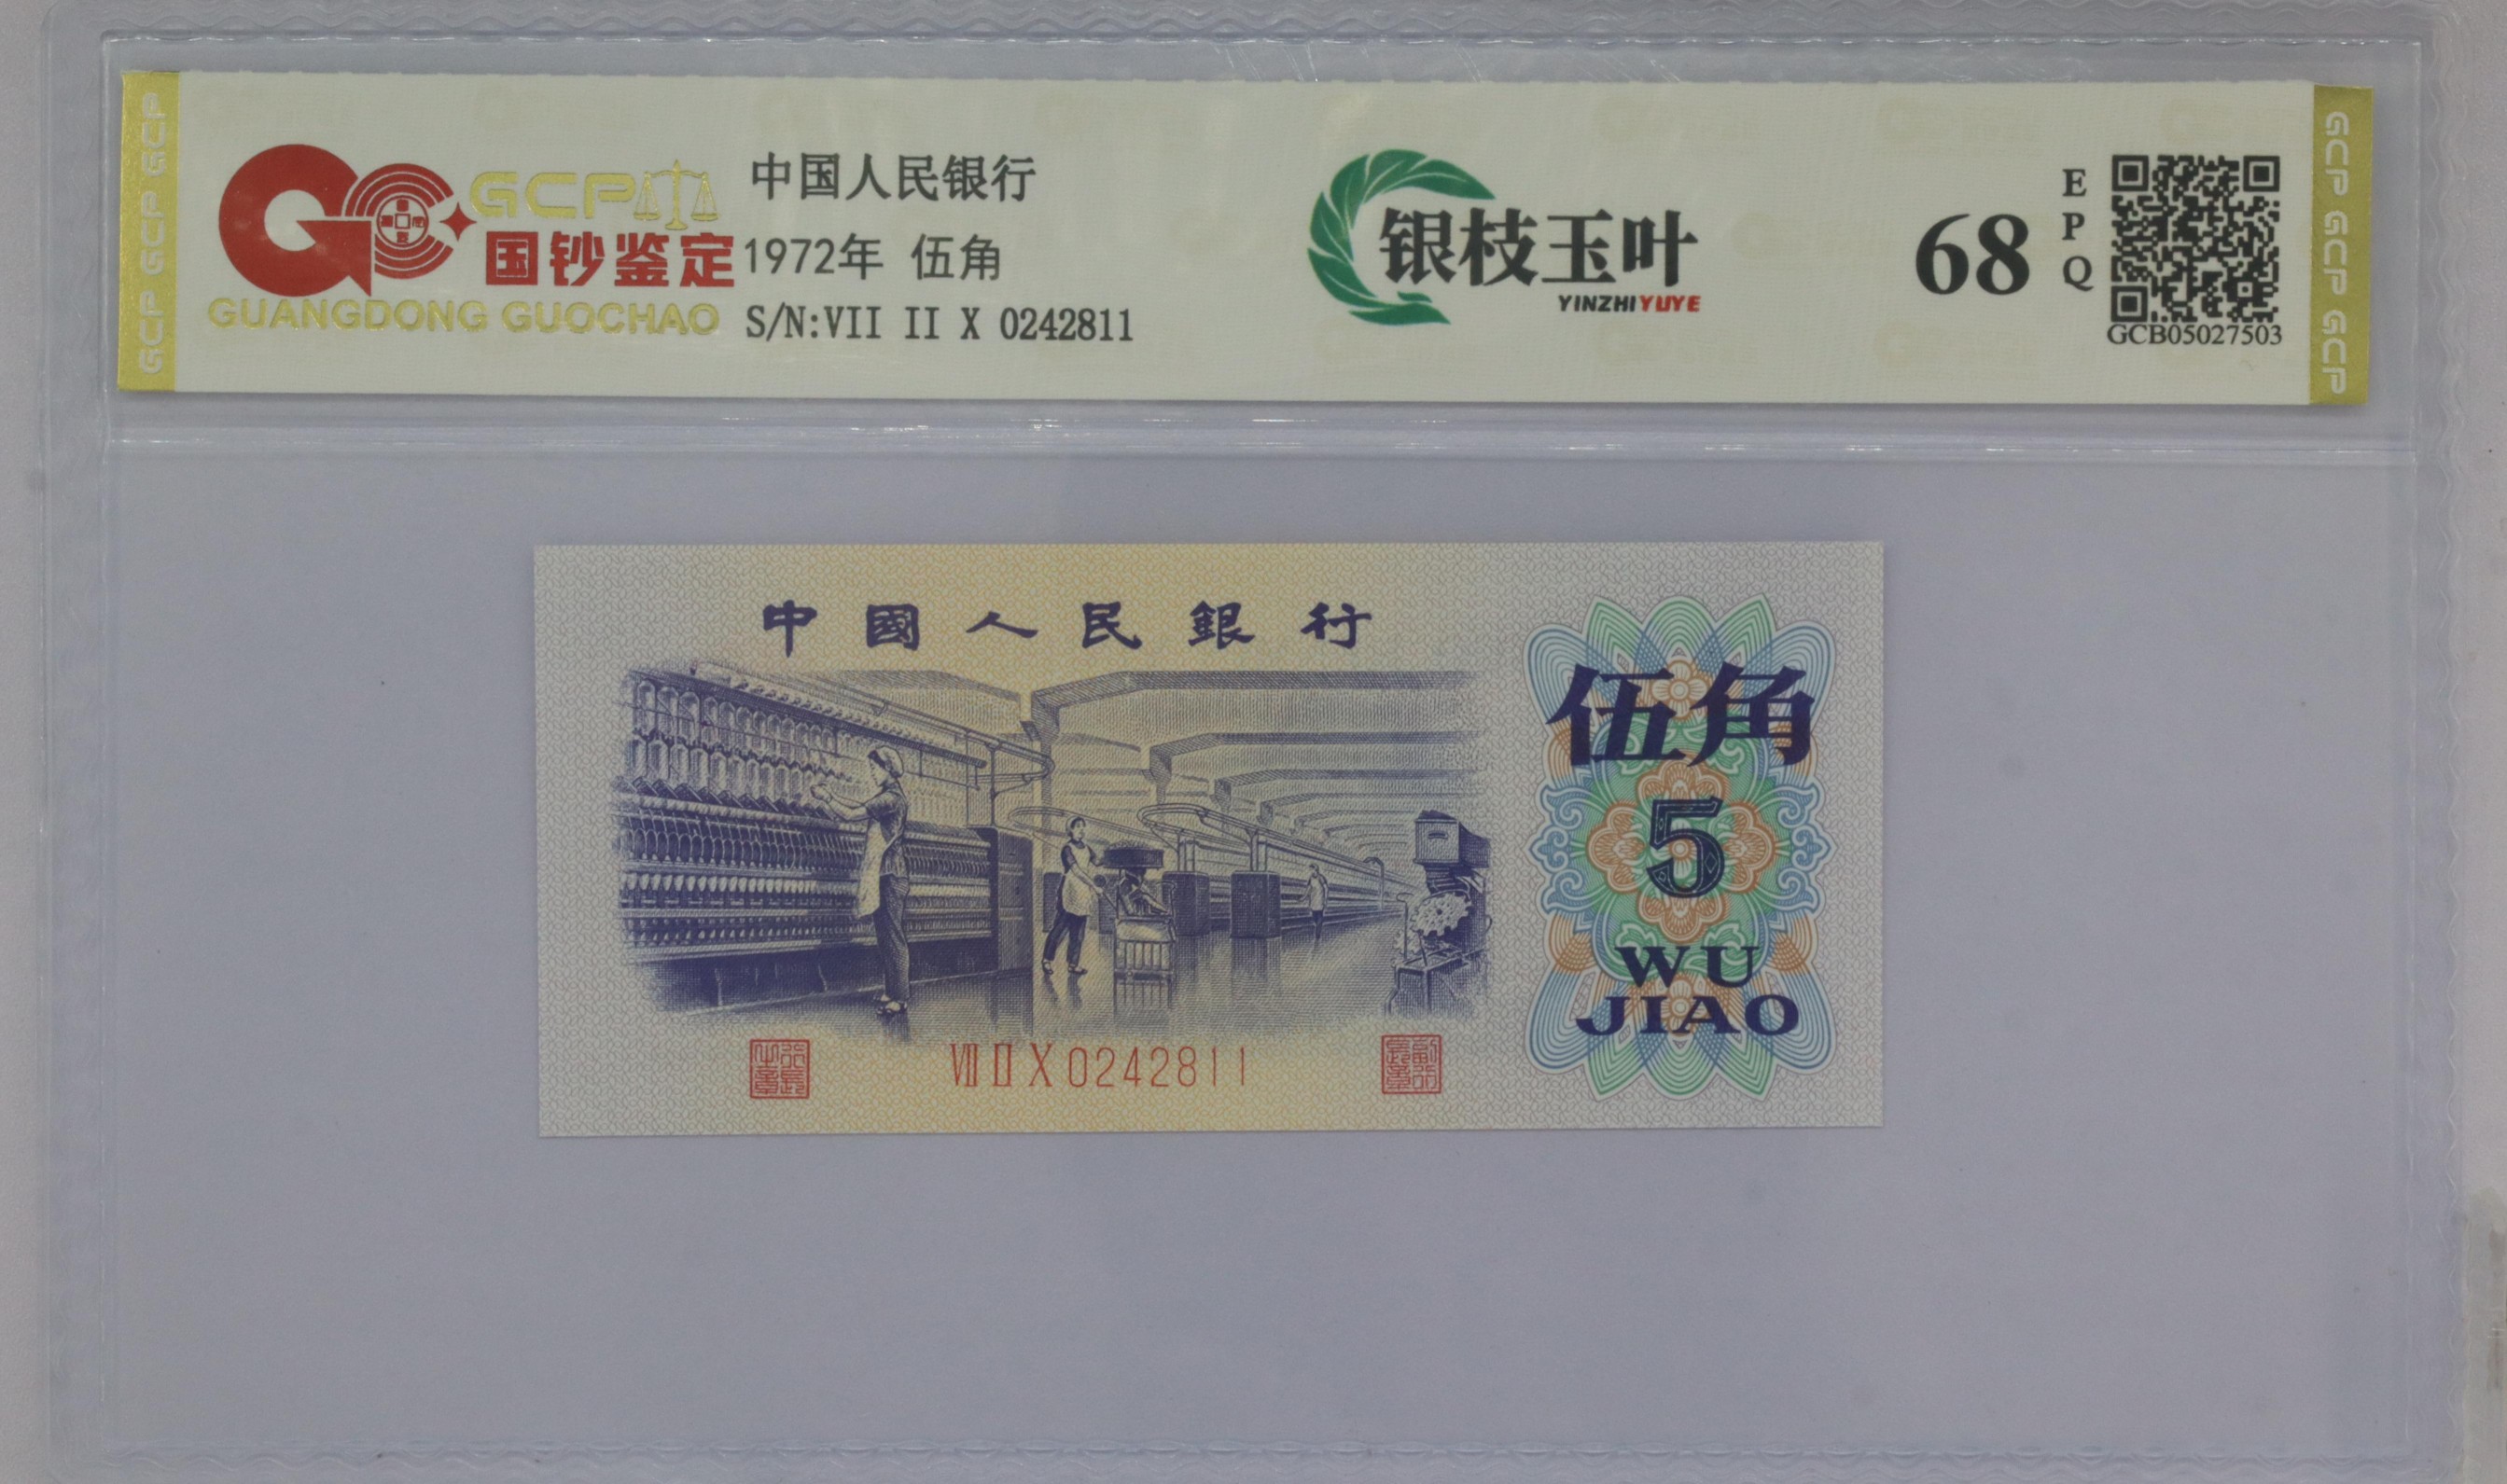 GCP GCP GCP
GCP
国钞鉴定
GUANGDONG GUOCHAO
中国人民银行
1972年 伍角
S/N:VII II X 0242811
银枝玉叶
YINZHIYUYE
68
EPQ
GCB05027503
GCP GCP GCP
中國人民銀行
伍角
5
WU
JIAO
VII II X 0242811